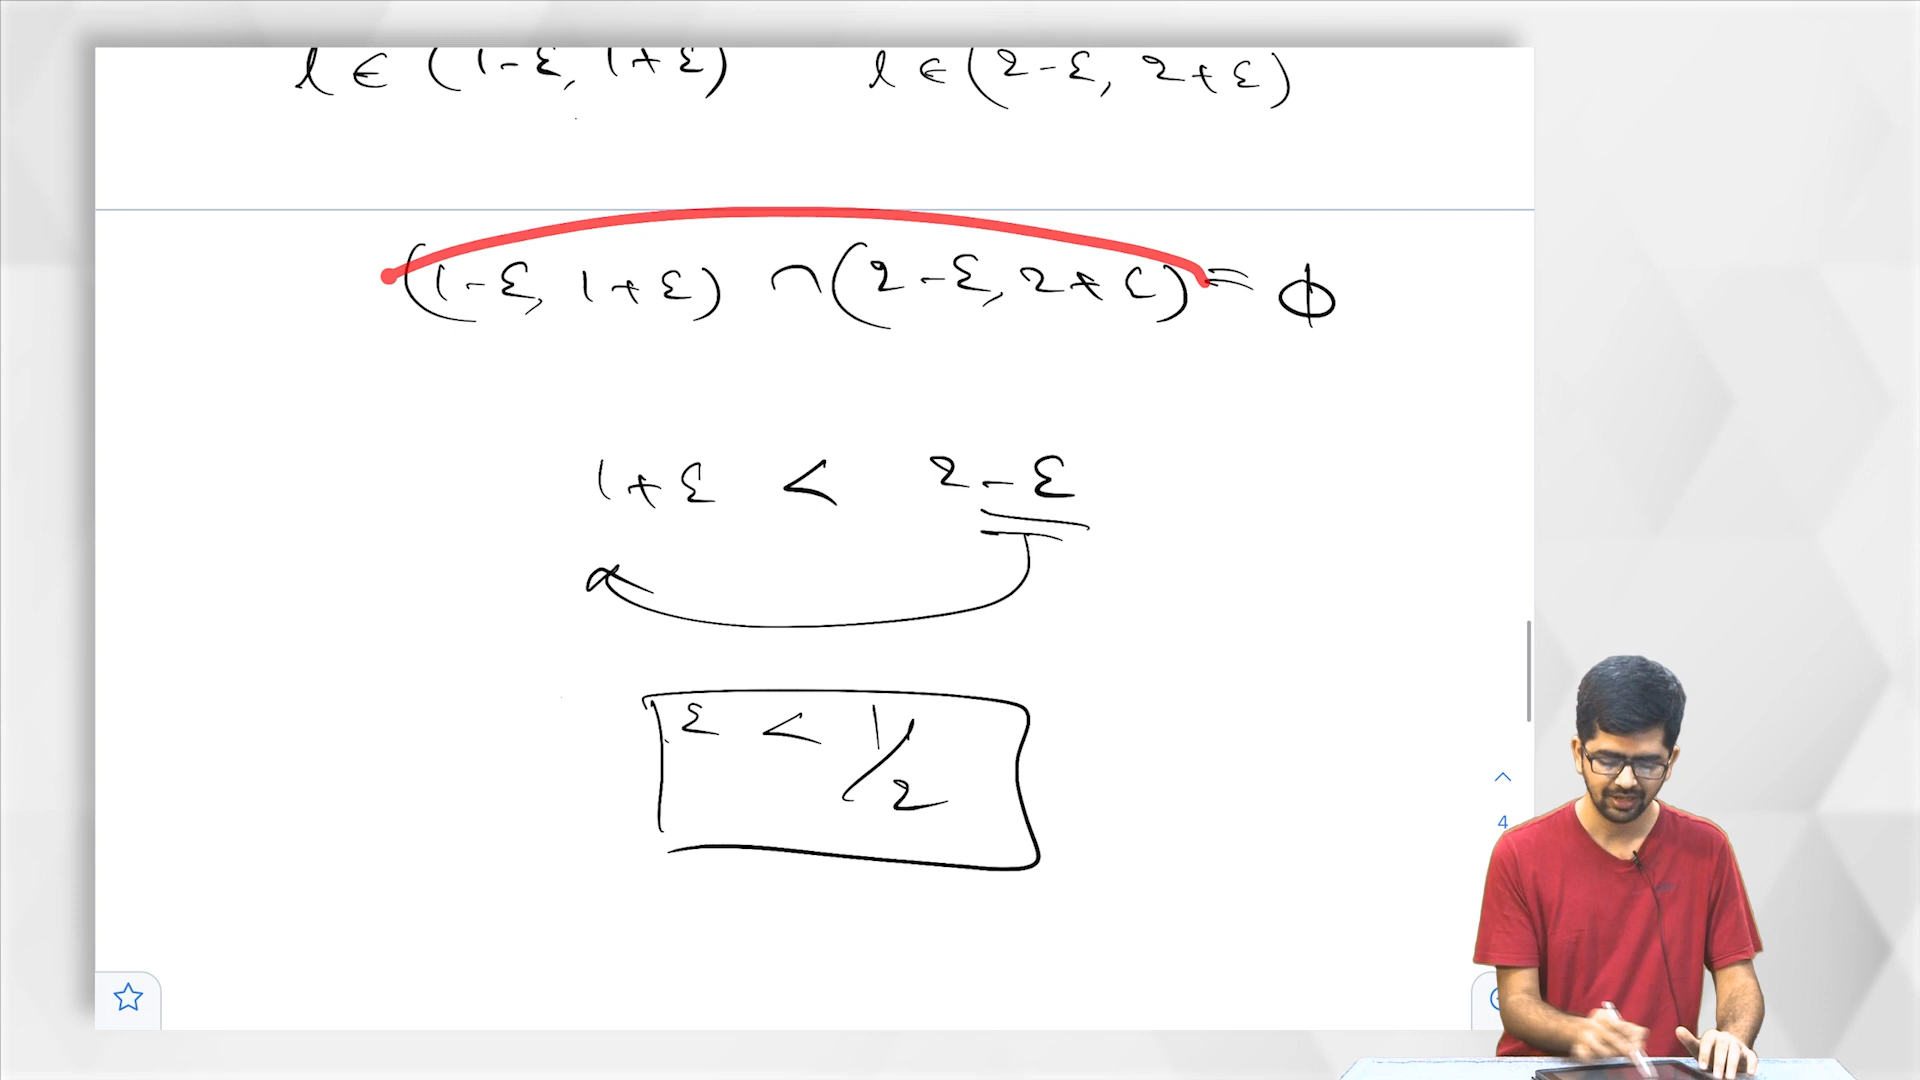 l ∈ (1-ε, 1+ε) l ∈ (2-ε, 2+ε)
(1-ε, 1+ε) ∩ (2-ε, 2+ε) = ϕ
1+ε < 2-ε
ε < 1/2
4